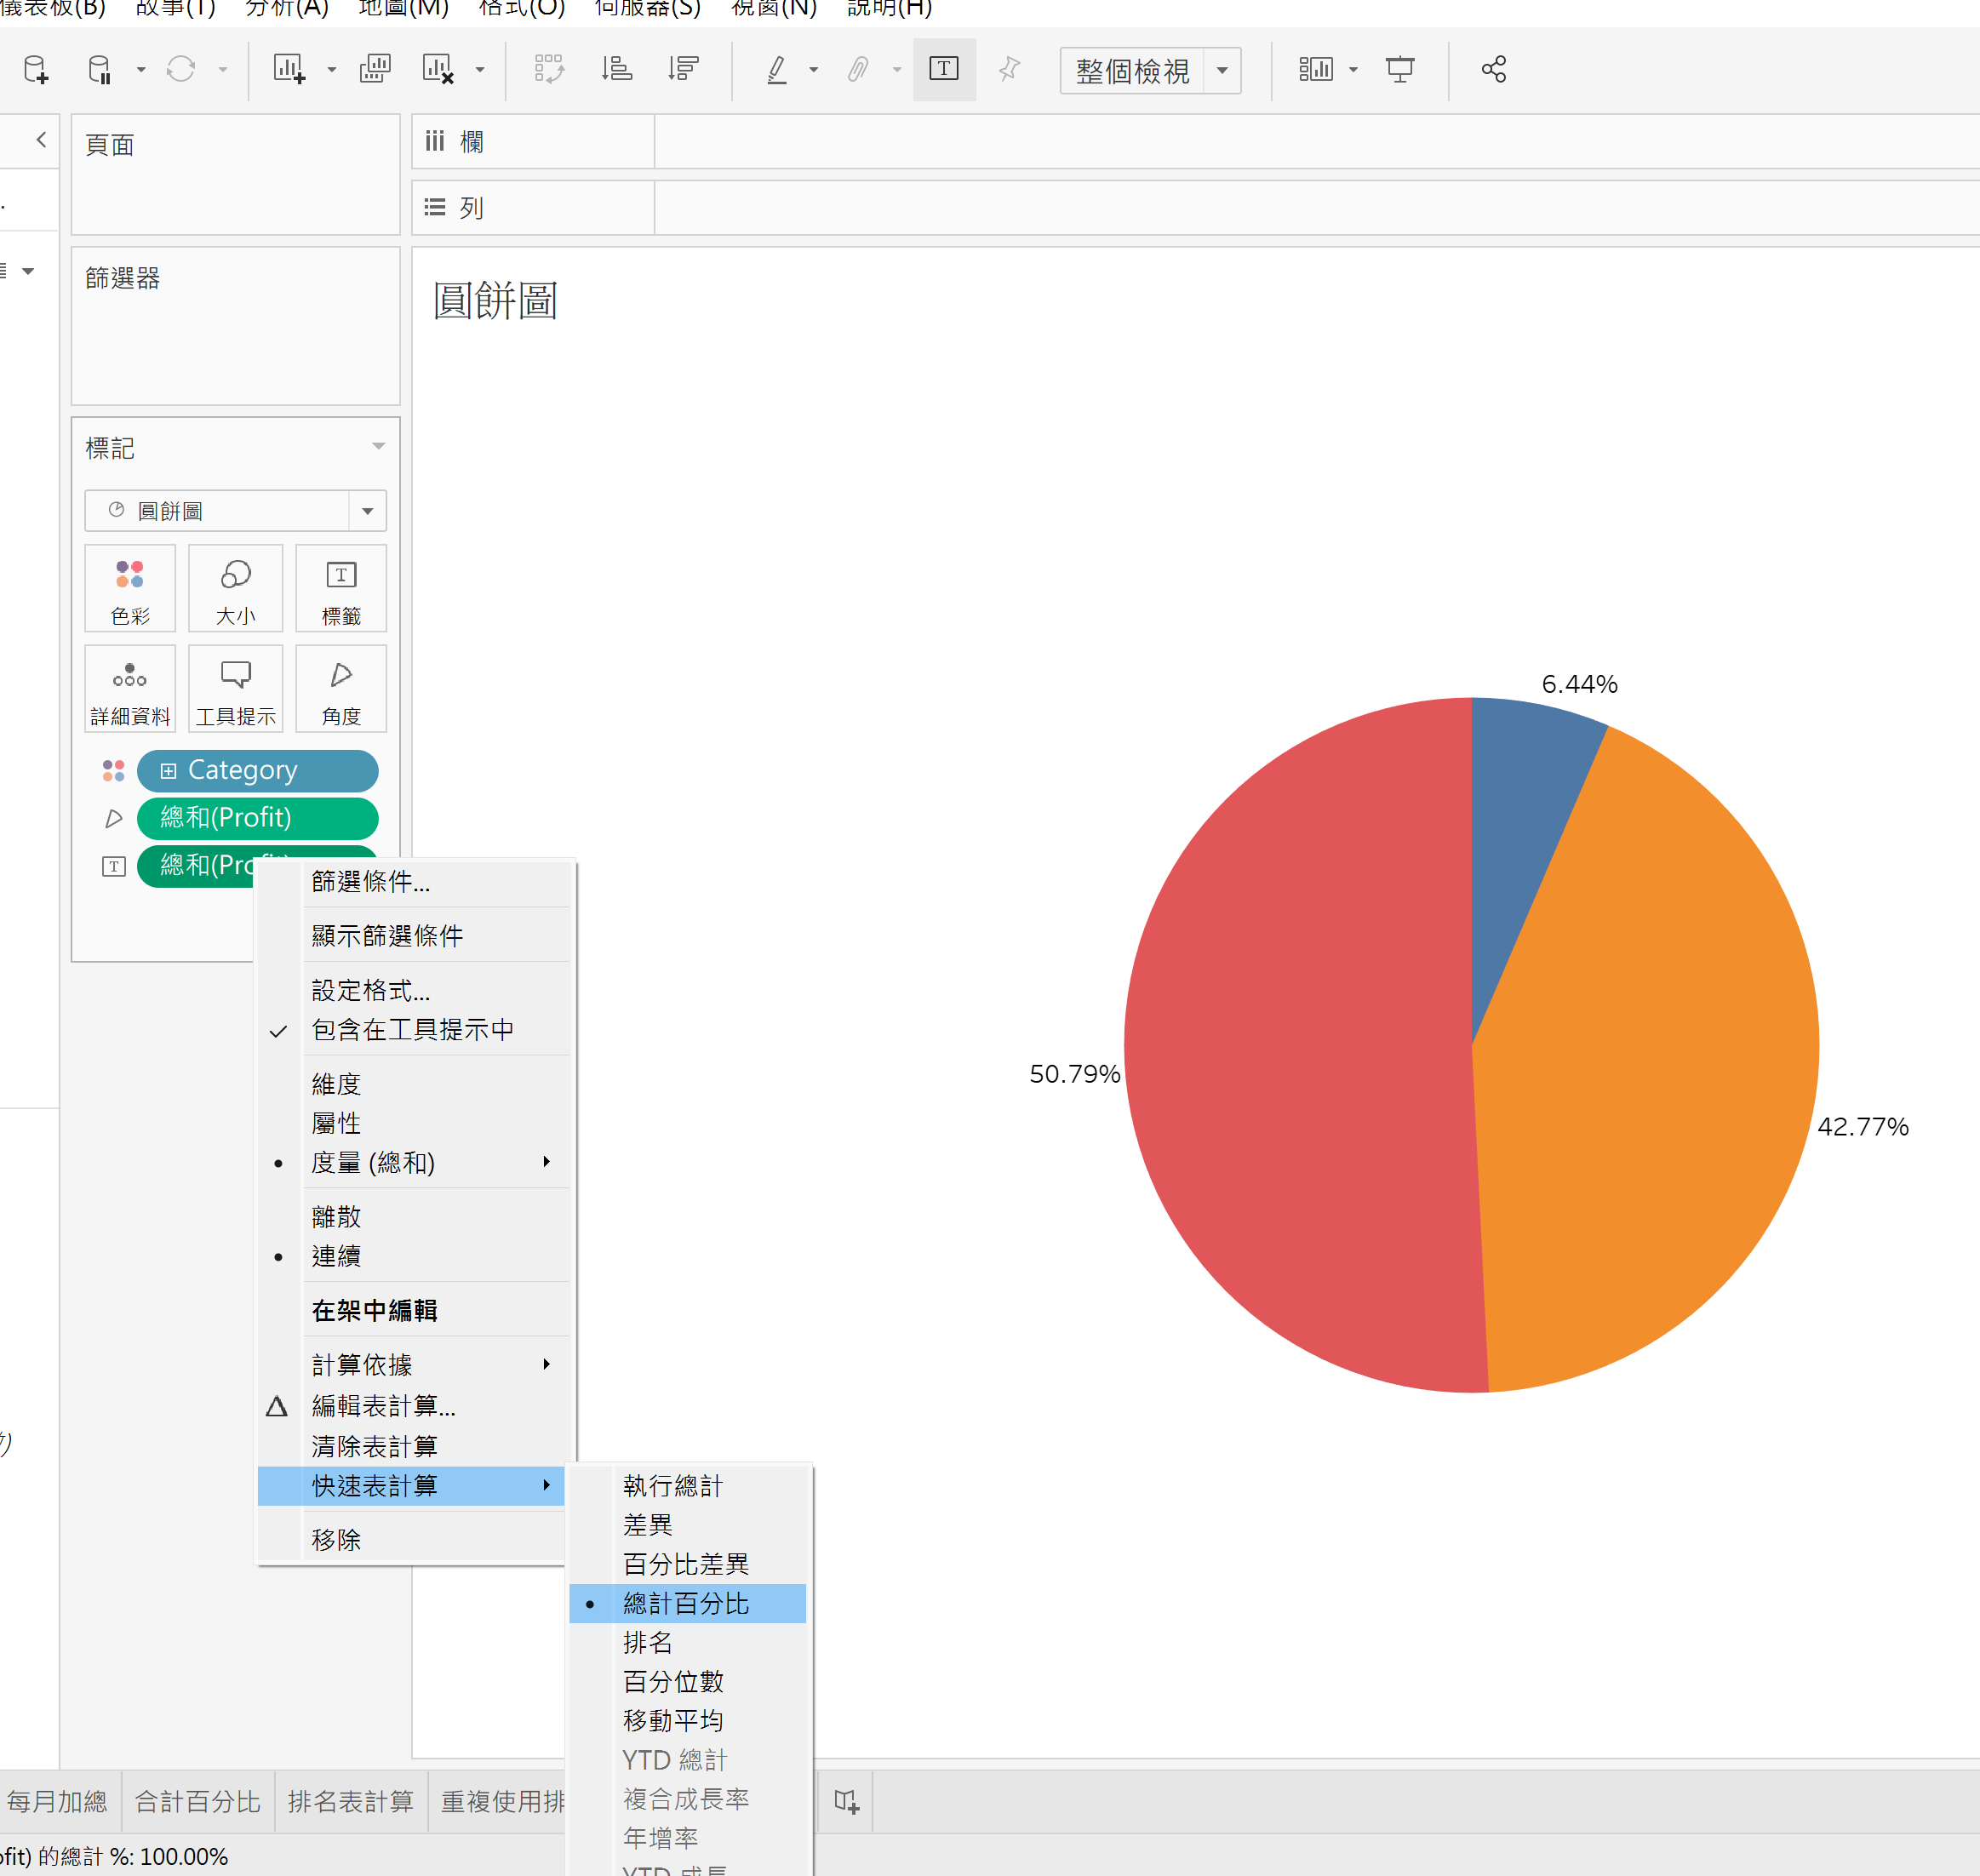 儀表板(B) 故事(T) 分析(A) 地圖(M) 格式(O) 伺服器(S) 視窗(N) 說明(H)
整個檢視
頁面
欄
列
篩選器
圓餅圖
標記
圓餅圖
色彩 大小 標籤
詳細資料 工具提示 角度
Category
總和(Profit)
總和(Profit)
篩選條件...
顯示篩選條件
設定格式...
包含在工具提示中
維度
屬性
度量 (總和)
離散
連續
在架中編輯
計算依據
編輯表計算...
清除表計算
快速表計算
移除
執行總計
差異
百分比差異
總計百分比
排名
百分位數
移動平均
YTD 總計
複合成長率
年增率
YTD 成長
6.44%
50.79%
42.77%
每月加總 合計百分比 排名表計算 重複使用排
ofit) 的總計 %: 100.00%